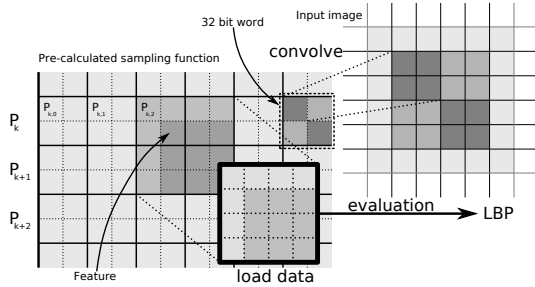 32 bit word
Input image
convolve
Pre-calculated sampling function
P k,0
P k,1
P k,2
P k
P k+1
P k+2
evaluation
LBP
Feature
load data